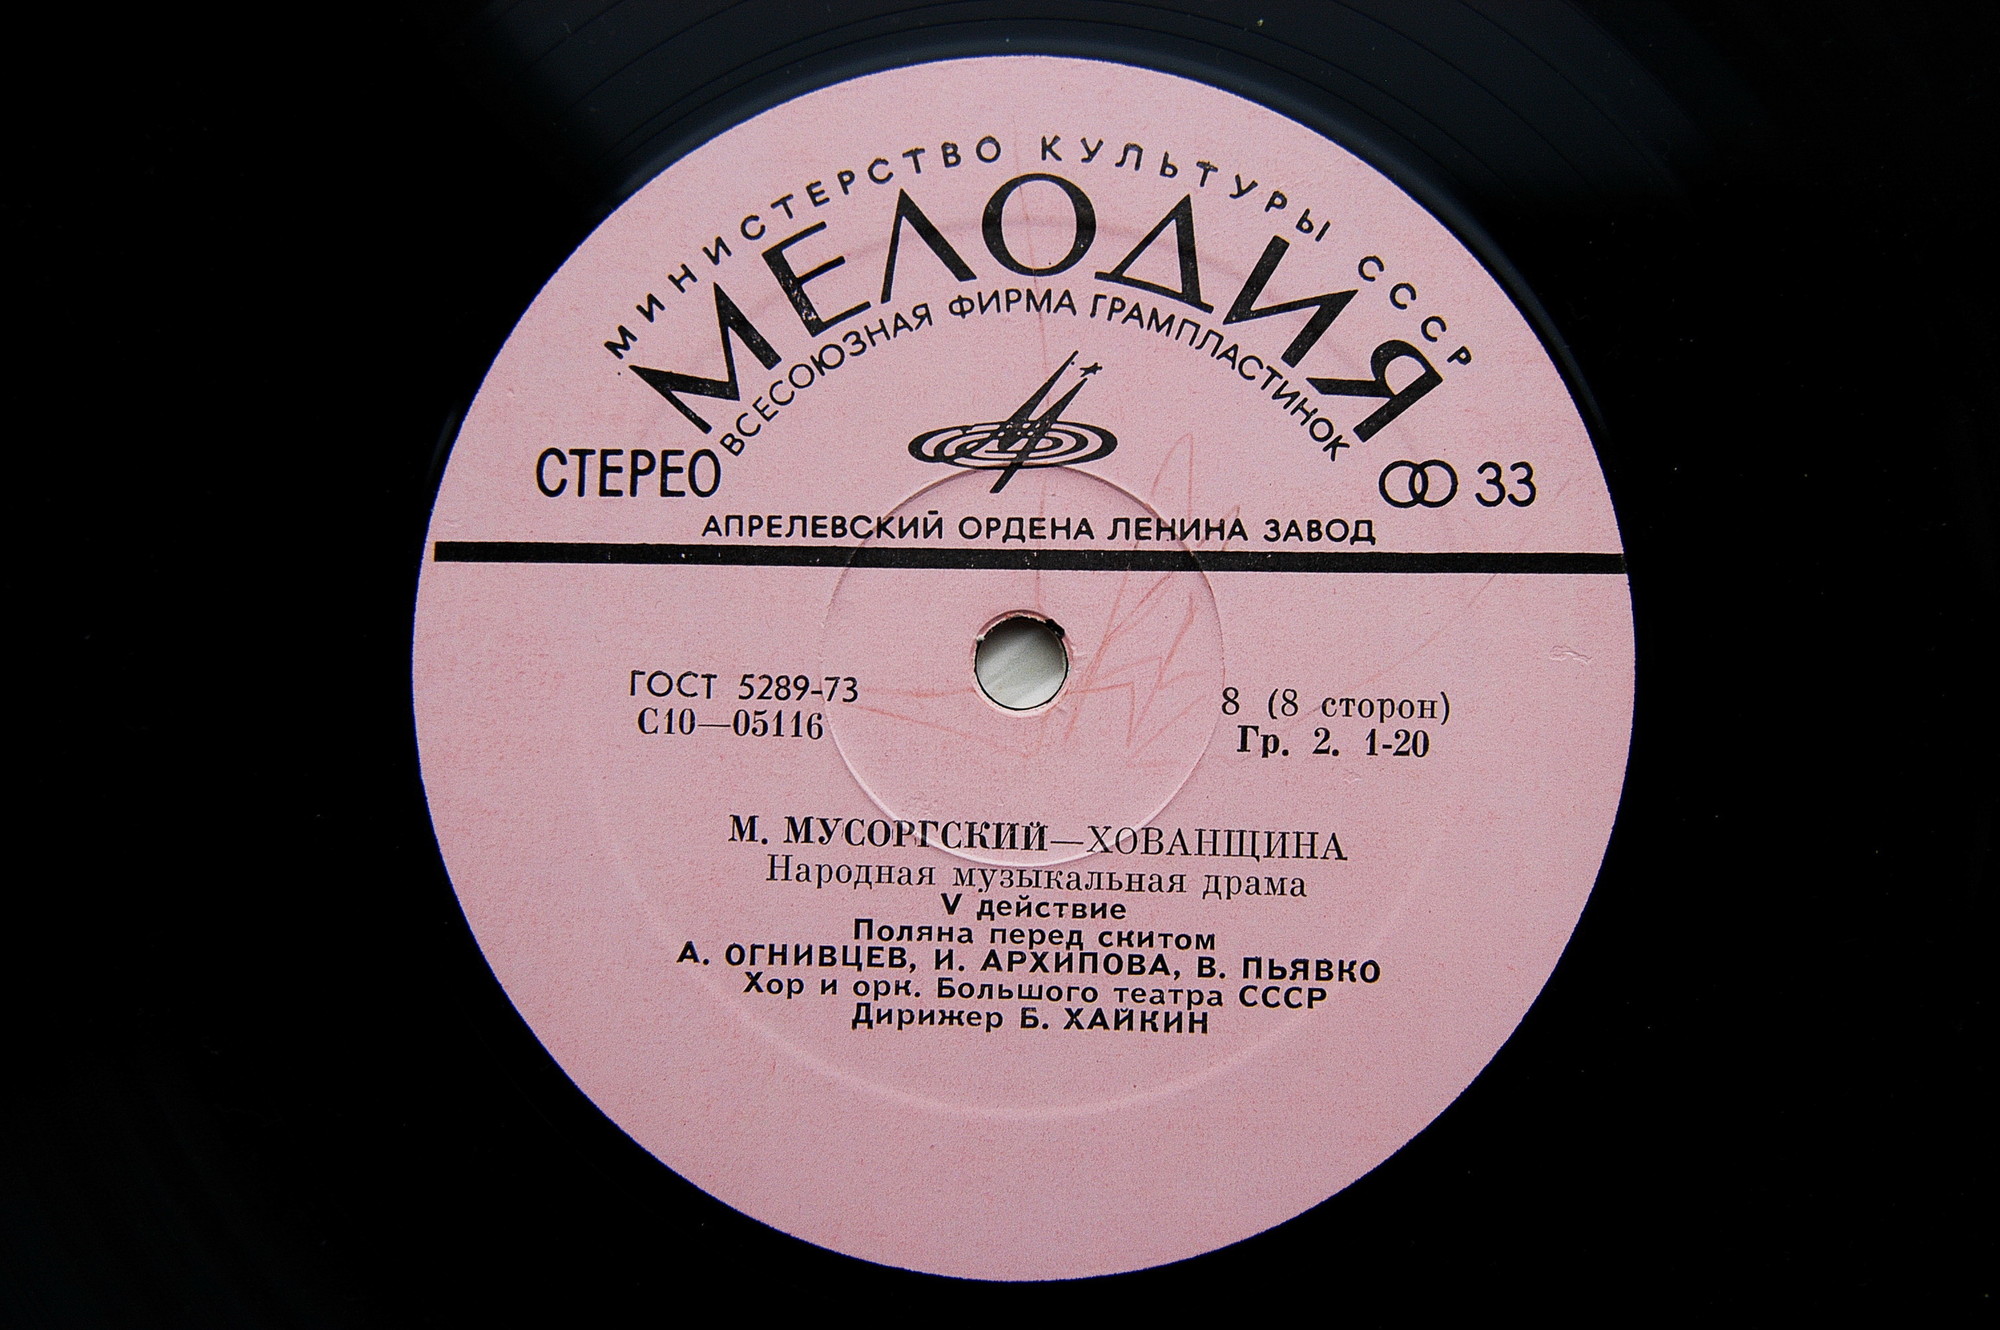 МИНИСТЕРСТВО КУЛЬТУРЫ СССР
МЕЛОДИЯ
ВСЕСОЮЗНАЯ ФИРМА ГРАМПЛАСТИНОК
СТЕРЕО
33
АПРЕЛЕВСКИЙ ОРДЕНА ЛЕНИНА ЗАВОД
ГОСТ 5289-73
С10—05116
8 (8 сторон)
Гр. 2. 1-20
М. МУСОРГСКИЙ—ХОВАНЩИНА
Народная музыкальная драма
V действие
Поляна перед скитом
А. ОГНИВЦЕВ, И. АРХИПОВА, В. ПЬЯВКО
Хор и орк. Большого театра СССР
Дирижер Б. ХАЙКИН